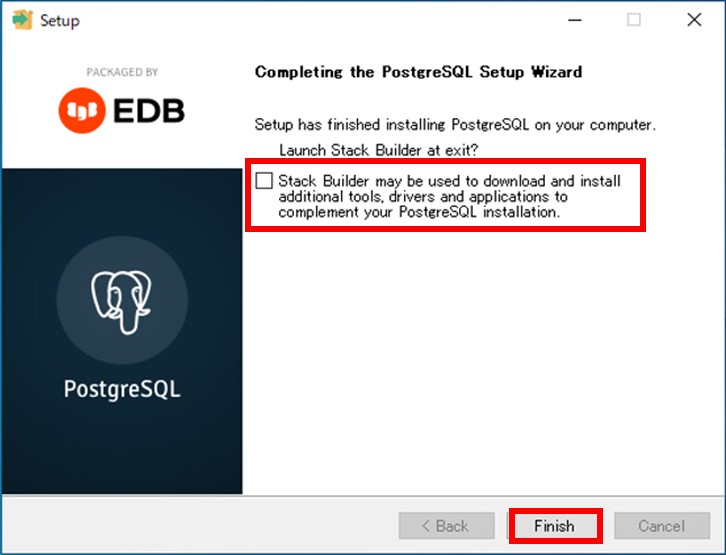 Setup
PACKAGED BY
EDB
PostgreSQL
Completing the PostgreSQL Setup Wizard
Setup has finished installing PostgreSQL on your computer.
Launch Stack Builder at exit?
Stack Builder may be used to download and install
additional tools, drivers and applications to
complement your PostgreSQL installation.
< Back
Finish
Cancel